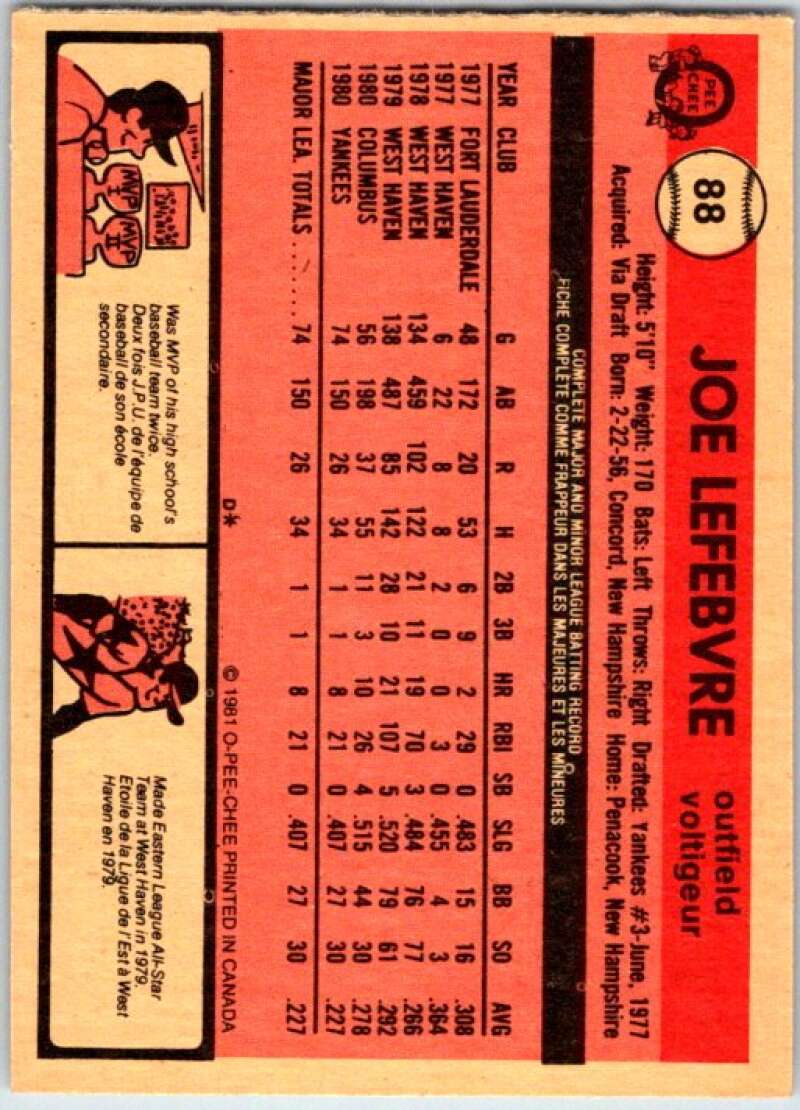 O
PEE
CHEE
88
JOE LEFEBVRE
outfield
voltigeur
Height: 5'10" Weight: 170 Bats: Left Throws: Right Drafted: Yankees #3-June, 1977
Acquired: Via Draft Born: 2-22-56, Concord, New Hampshire Home: Penacook, New Hampshire
COMPLETE MAJOR AND MINOR LEAGUE BATTING RECORD
FICHE COMPLETE COMME FRAPPEUR DANS LES MAJEURES ET LES MINEURES
YEAR CLUB G AB R H 2B 3B HR RBI SB SLG BB SO AVG
1977 FORT LAUDERDALE 48 172 20 53 6 9 2 29 0 .483 15 16 .308
1977 WEST HAVEN 6 22 8 8 2 0 0 3 0 .455 4 3 .364
1978 WEST HAVEN 134 459 102 122 21 11 19 70 3 .484 76 77 .266
1979 WEST HAVEN 138 487 85 142 28 10 21 107 5 .520 79 61 .292
1980 COLUMBUS 56 198 37 55 11 3 10 26 4 .515 44 30 .278
1980 YANKEES 74 150 26 34 1 1 8 21 0 .407 27 30 .227
MAJOR LEA. TOTALS ...... 74 150 26 34 1 1 8 21 0 .407 27 30 .227
D* © 1981 O-PEE-CHEE PRINTED IN CANADA
MVP I
MVP II
Was MVP of his high school's
baseball team twice.
Deux fois J.P.U. de l'équipe de
baseball de son école
secondaire.
Made Eastern League All-Star
Team at West Haven in 1979.
Etoile de la Ligue de l'Est à West
Haven en 1979.